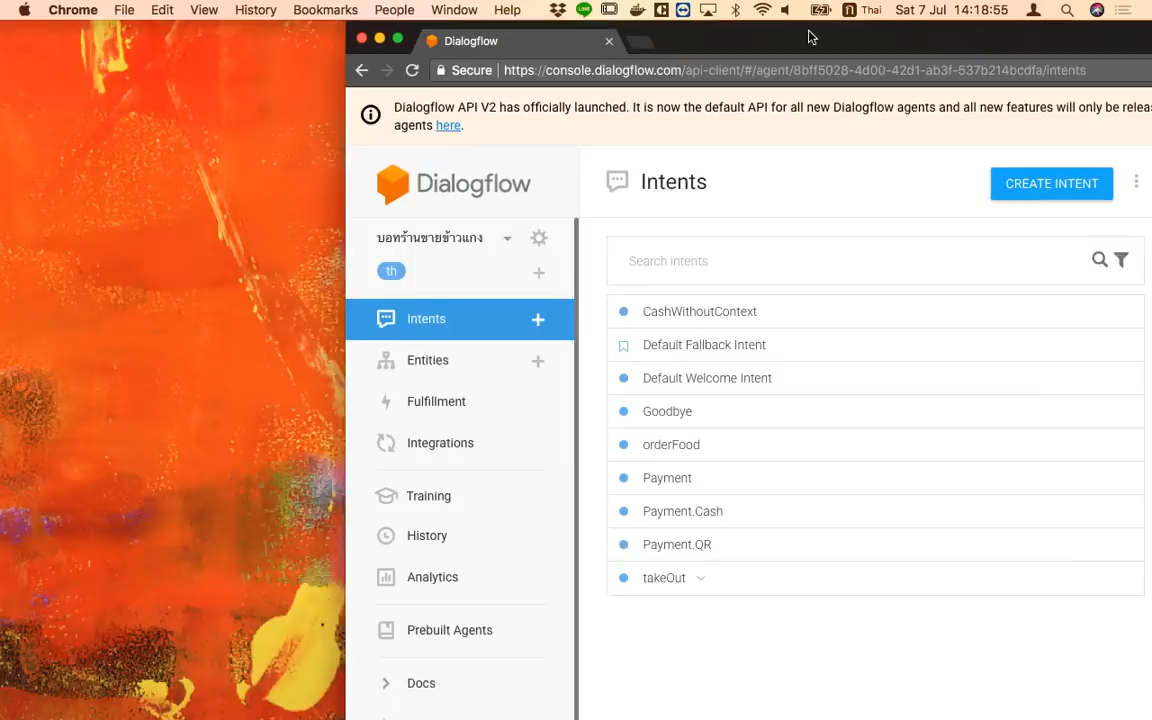 Chrome File Edit View History Bookmarks People Window Help Thai Sat 7 Jul 14:18:55
Dialogflow
Secure https://console.dialogflow.com/api-client/#/agent/8bff5028-4d00-42d1-ab3f-537b214bcdfa/intents
Dialogflow API V2 has officially launched. It is now the default API for all new Dialogflow agents and all new features will only be relea
agents here.
Dialogflow
Intents
CREATE INTENT
บอทร้านขายข้าวแกง
th
Search intents
Intents
Entities
Fulfillment
Integrations
Training
History
Analytics
Prebuilt Agents
Docs
CashWithoutContext
Default Fallback Intent
Default Welcome Intent
Goodbye
orderFood
Payment
Payment.Cash
Payment.QR
takeOut